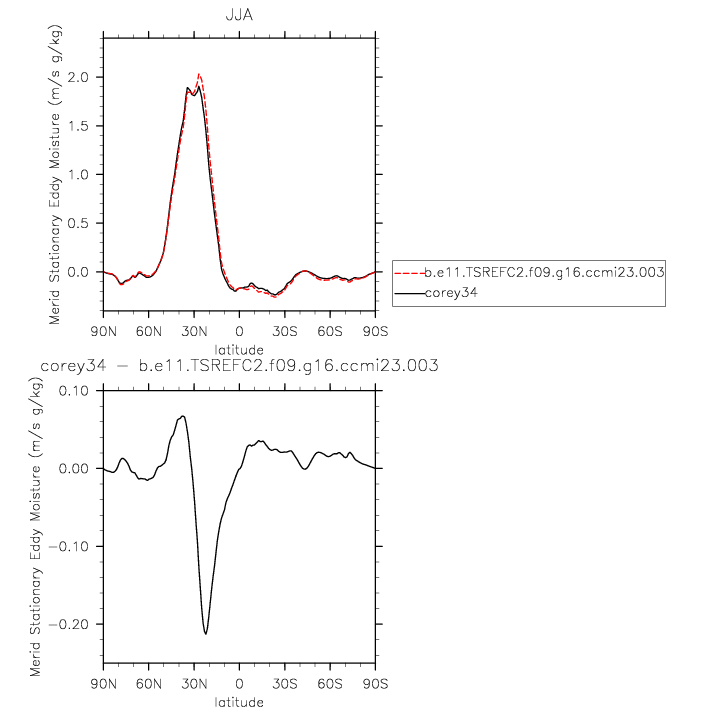 JJA
Merid Stationary Eddy Moisture (m/s g/kg)
2.0
1.5
1.0
0.5
0.0
90N 60N 30N 0 30S 60S 90S
latitude
b.e11.TSREFC2.f09.g16.ccmi23.003
corey34
corey34 − b.e11.TSREFC2.f09.g16.ccmi23.003
Merid Stationary Eddy Moisture (m/s g/kg)
0.10
0.00
−0.10
−0.20
90N 60N 30N 0 30S 60S 90S
latitude